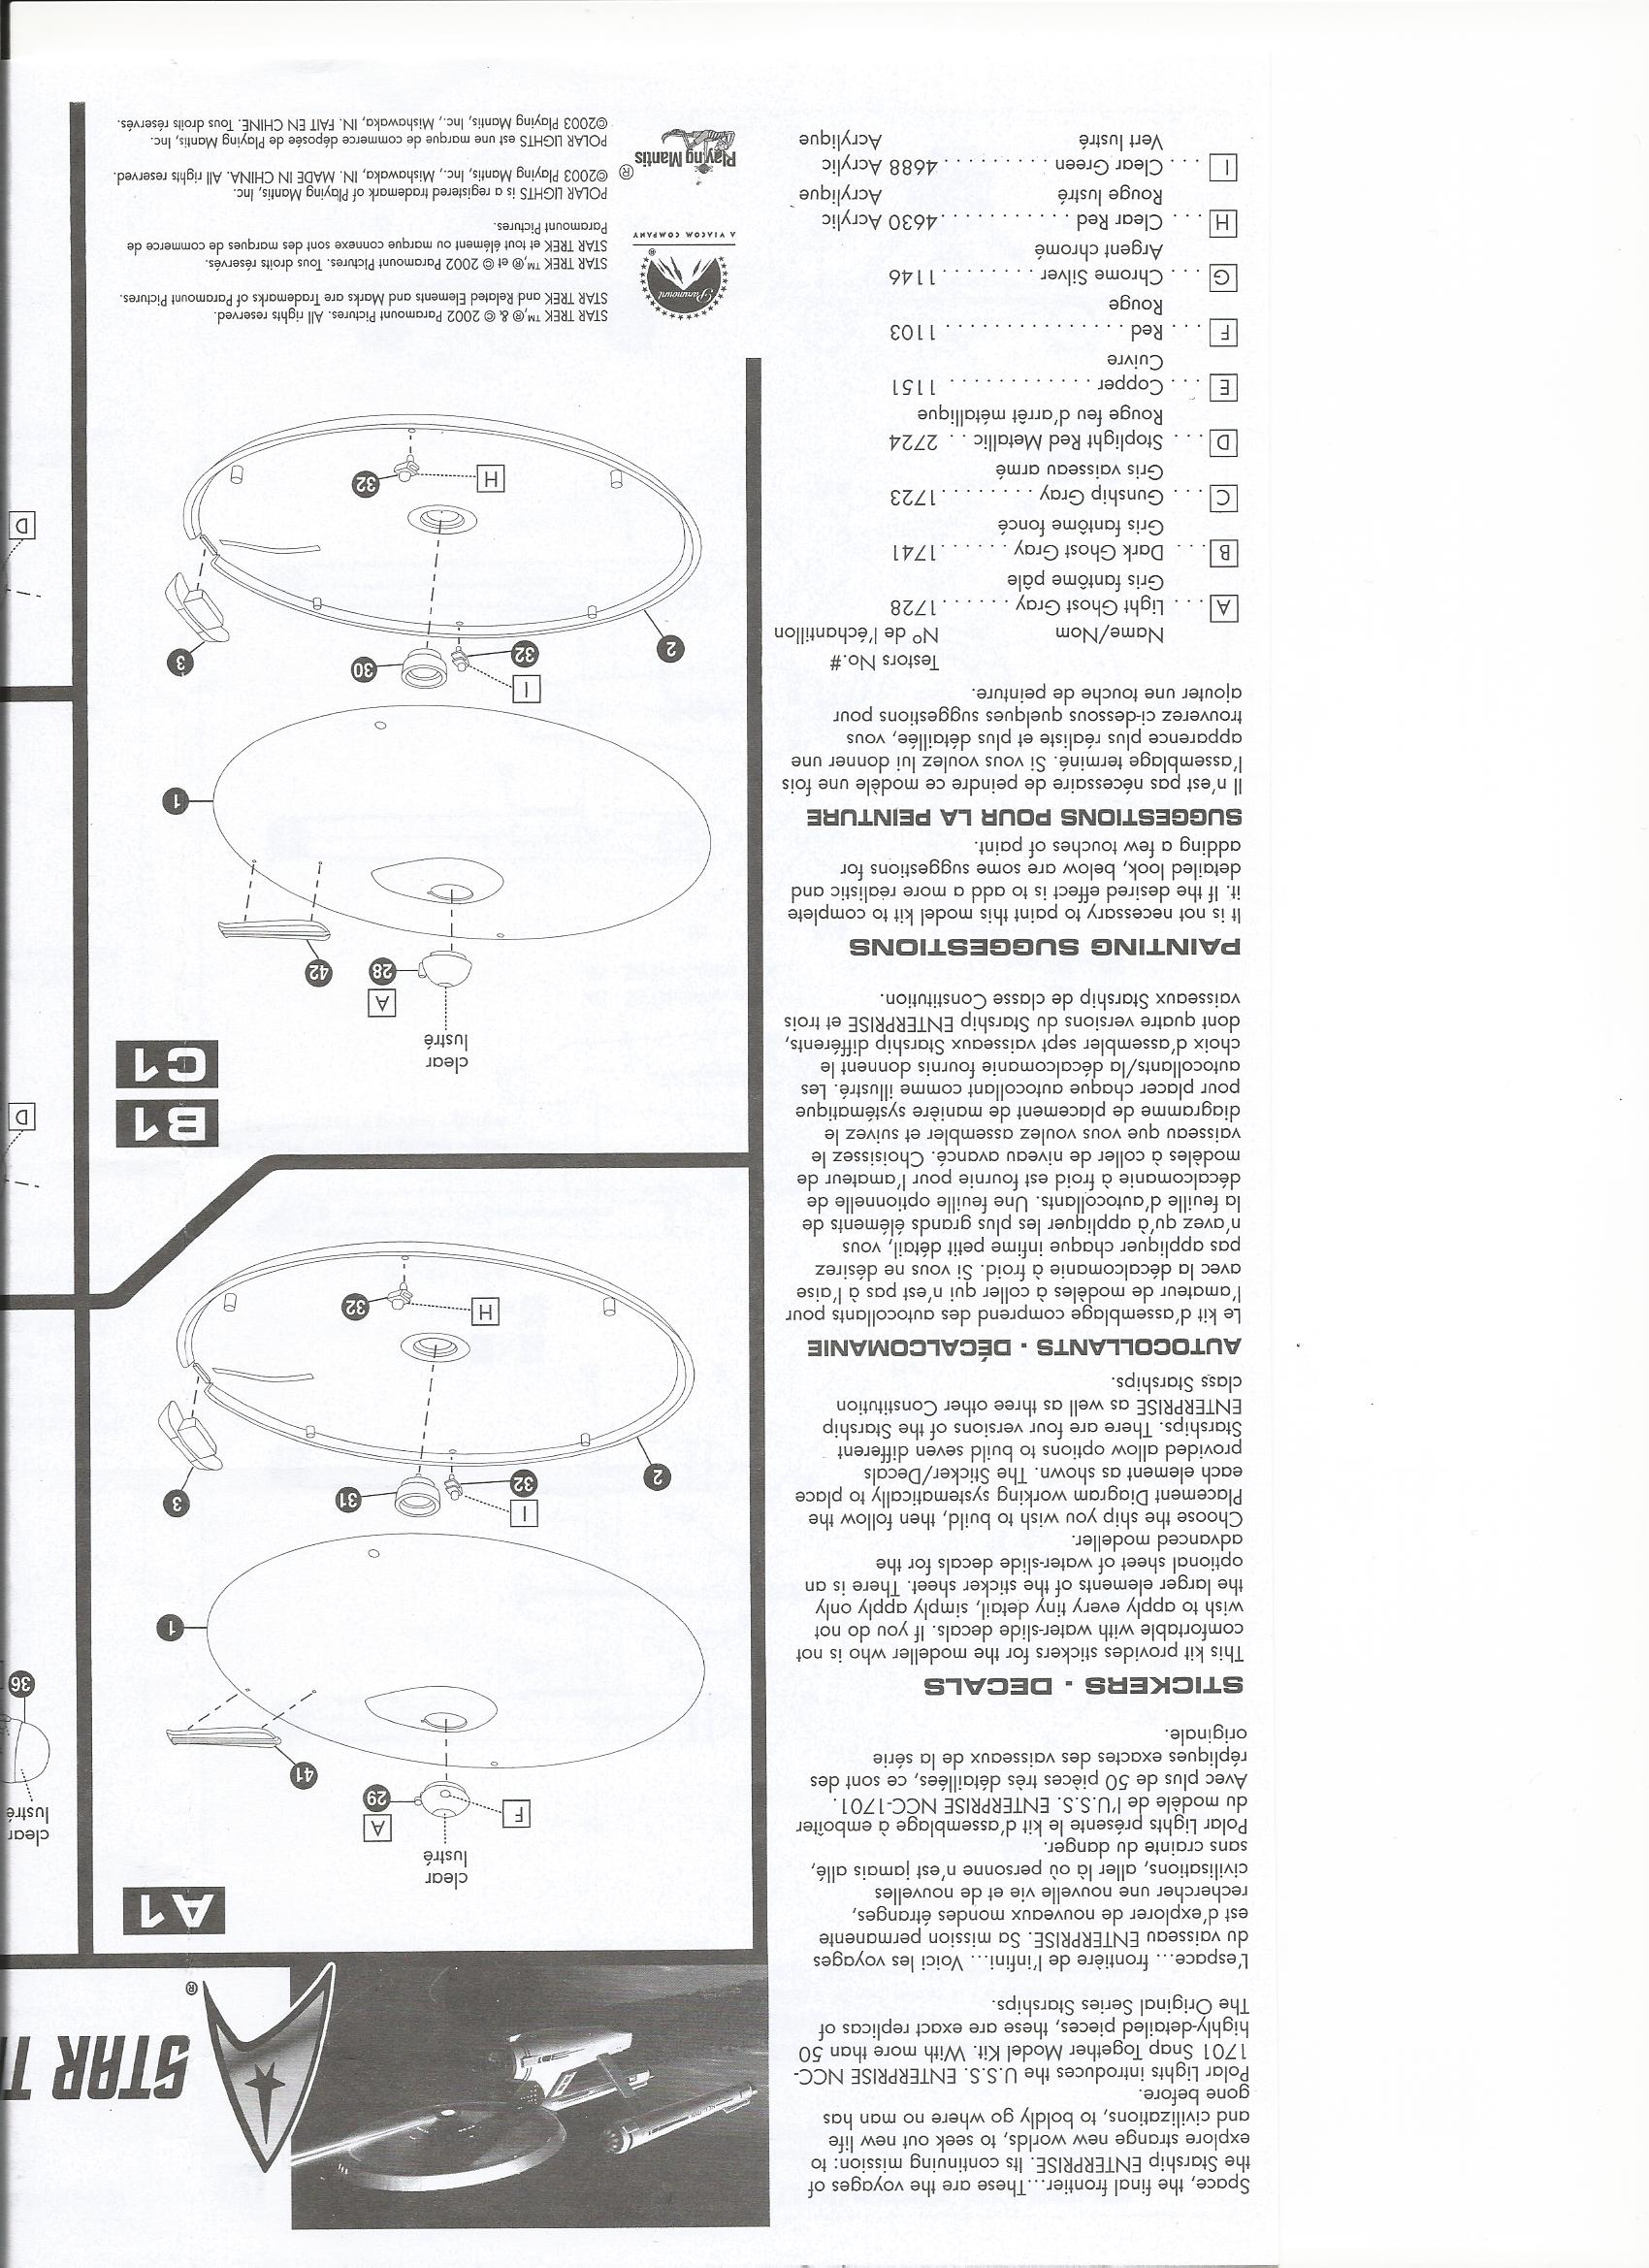 Space, the final frontier...These are the voyages of
the Starship ENTERPRISE. Its continuing mission: to
explore strange new worlds, to seek out new life
and civilizations, to boldly go where no man has
gone before.
Polar Lights introduces the U.S.S. ENTERPRISE NCC-
1701 Snap Together Model Kit. With more than 50
highly-detailed pieces, these are exact replicas of
The Original Series Starships.
L'espace... frontière de l'infini... Voici les voyages
du vaisseau ENTERPRISE. Sa mission permanente
est d'explorer de nouveaux mondes étranges,
rechercher une nouvelle vie et de nouvelles
civilisations, aller là où personne n'est jamais allé,
sans crainte du danger.
Polar Lights présente le kit d'assemblage à emboîter
du modèle de l'U.S.S. ENTERPRISE NCC-1701.
Avec plus de 50 pièces très détaillées, ce sont des
répliques exactes des vaisseaux de la série
originale.
STICKERS · DECALS
This kit provides stickers for the modeller who is not
comfortable with water-slide decals. If you do not
wish to apply every tiny detail, simply apply only
the larger elements of the sticker sheet. There is an
optional sheet of water-slide decals for the
advanced modeller.
Choose the ship you wish to build, then follow the
Placement Diagram working systematically to place
each element as shown. The Sticker/Decals
provided allow options to build seven different
Starships. There are four versions of the Starship
ENTERPRISE as well as three other Constitution
class Starships.
AUTOCOLLANTS · DÉCALCOMANIE
Le kit d'assemblage comprend des autocollants pour
l'amateur de modèles à coller qui n'est pas à l'aise
avec la décalcomanie à froid. Si vous ne désirez
pas appliquer chaque infime petit détail, vous
n'avez qu'à appliquer les plus grands éléments de
la feuille d'autocollants. Une feuille optionnelle de
décalcomanie à froid est fournie pour l'amateur de
modèles à coller de niveau avancé. Choisissez le
vaisseau que vous voulez assembler et suivez le
diagramme de placement de manière systématique
pour placer chaque autocollant comme illustré. Les
autocollants/la décalcomanie fournis donnent le
choix d'assembler sept vaisseaux Starship différents,
dont quatre versions du Starship ENTERPRISE et trois
vaisseaux Starship de classe Constitution.
PAINTING SUGGESTIONS
It is not necessary to paint this model kit to complete
it. If the desired effect is to add a more realistic and
detailed look, below are some suggestions for
adding a few touches of paint.
SUGGESTIONS POUR LA PEINTURE
Il n'est pas nécessaire de peindre ce modèle une fois
l'assemblage terminé. Si vous voulez lui donner une
apparence plus réaliste et plus détaillée, vous
trouverez ci-dessous quelques suggestions pour
ajouter une touche de peinture.
Testors No.#
Name/Nom N° de l'échantillon
A . . . Light Ghost Gray . . . . . . 1728
Gris fantôme pâle
B . . . Dark Ghost Gray . . . . . . 1741
Gris fantôme foncé
C . . . Gunship Gray . . . . . . . . 1723
Gris vaisseau armé
D . . . Stoplight Red Metallic . . 2724
Rouge feu d'arrêt métallique
E . . . Copper . . . . . . . . . . . . 1151
Cuivre
F . . . Red . . . . . . . . . . . . . . . 1103
Rouge
G . . . Chrome Silver . . . . . . . . . 1146
Argent chromé
H . . . Clear Red . . . . . . . . . . . . 4630 Acrylic
Rouge lustré Acrylique
I . . . Clear Green . . . . . . . . . . 4688 Acrylic
Vert lustré Acrylique
STAR T
®
A1
clear
lustré
A
29
F
41
1
I
31
32
3
2
32
H
B1
C1
clear
lustré
A
28
42
1
I
30
32
3
2
32
H
clear
lustré
36
D
D
Paramount
®
A VIACOM COMPANY
STAR TREK ™,® & © 2002 Paramount Pictures. All rights reserved.
STAR TREK and Related Elements and Marks are Trademarks of Paramount Pictures.
STAR TREK ™,® et © 2002 Paramount Pictures. Tous droits réservés.
STAR TREK et tout élément ou marque connexe sont des marques de commerce de
Paramount Pictures.
Playing Mantis
®
POLAR LIGHTS is a registered trademark of Playing Mantis, Inc.
©2003 Playing Mantis, Inc., Mishawaka, IN. MADE IN CHINA. All rights reserved.
POLAR LIGHTS est une marque de commerce déposée de Playing Mantis, Inc.
©2003 Playing Mantis, Inc., Mishawaka, IN. FAIT EN CHINE. Tous droits réservés.